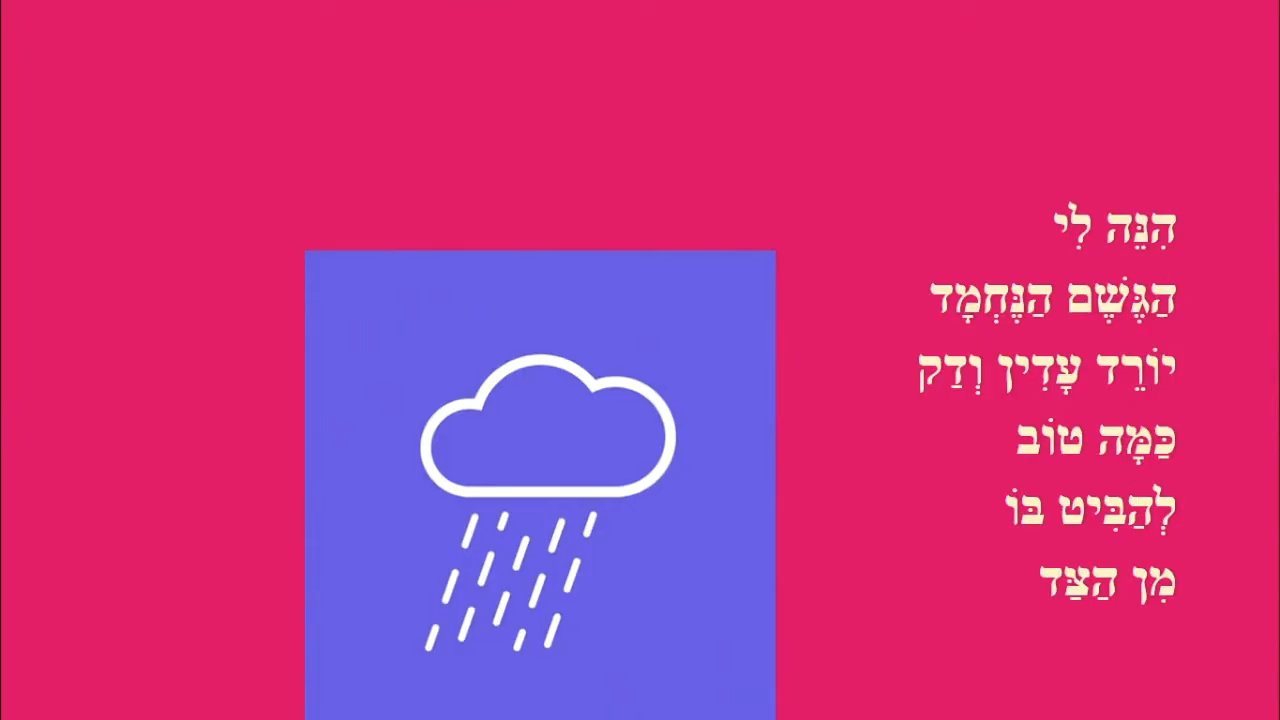 הִנֵּה לִי
הַגֶּשֶׁם הַנֶּחְמָד
יוֹרֵד עָדִין וְדַק
כַּמָּה טוֹב
לְהַבִּיט בּוֹ
מִן הַצַּד